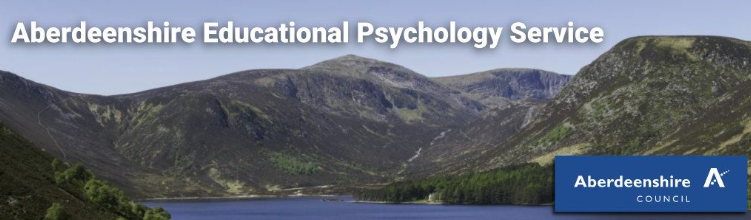 Aberdeenshire Educational Psychology Service
Aberdeenshire
COUNCIL